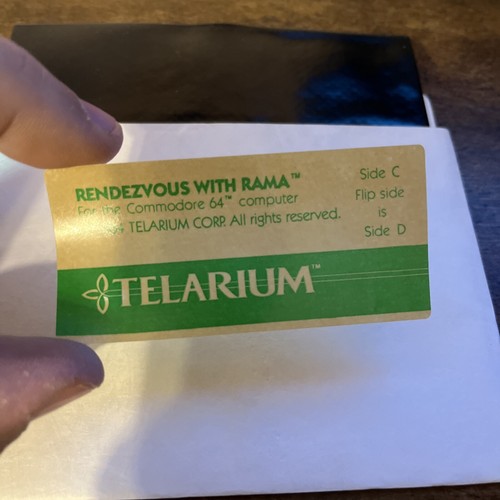 RENDEZVOUS WITH RAMA™
For the Commodore 64™ computer
TELARIUM CORP. All rights reserved.
Side C
Flip side
is
Side D
TELARIUM™